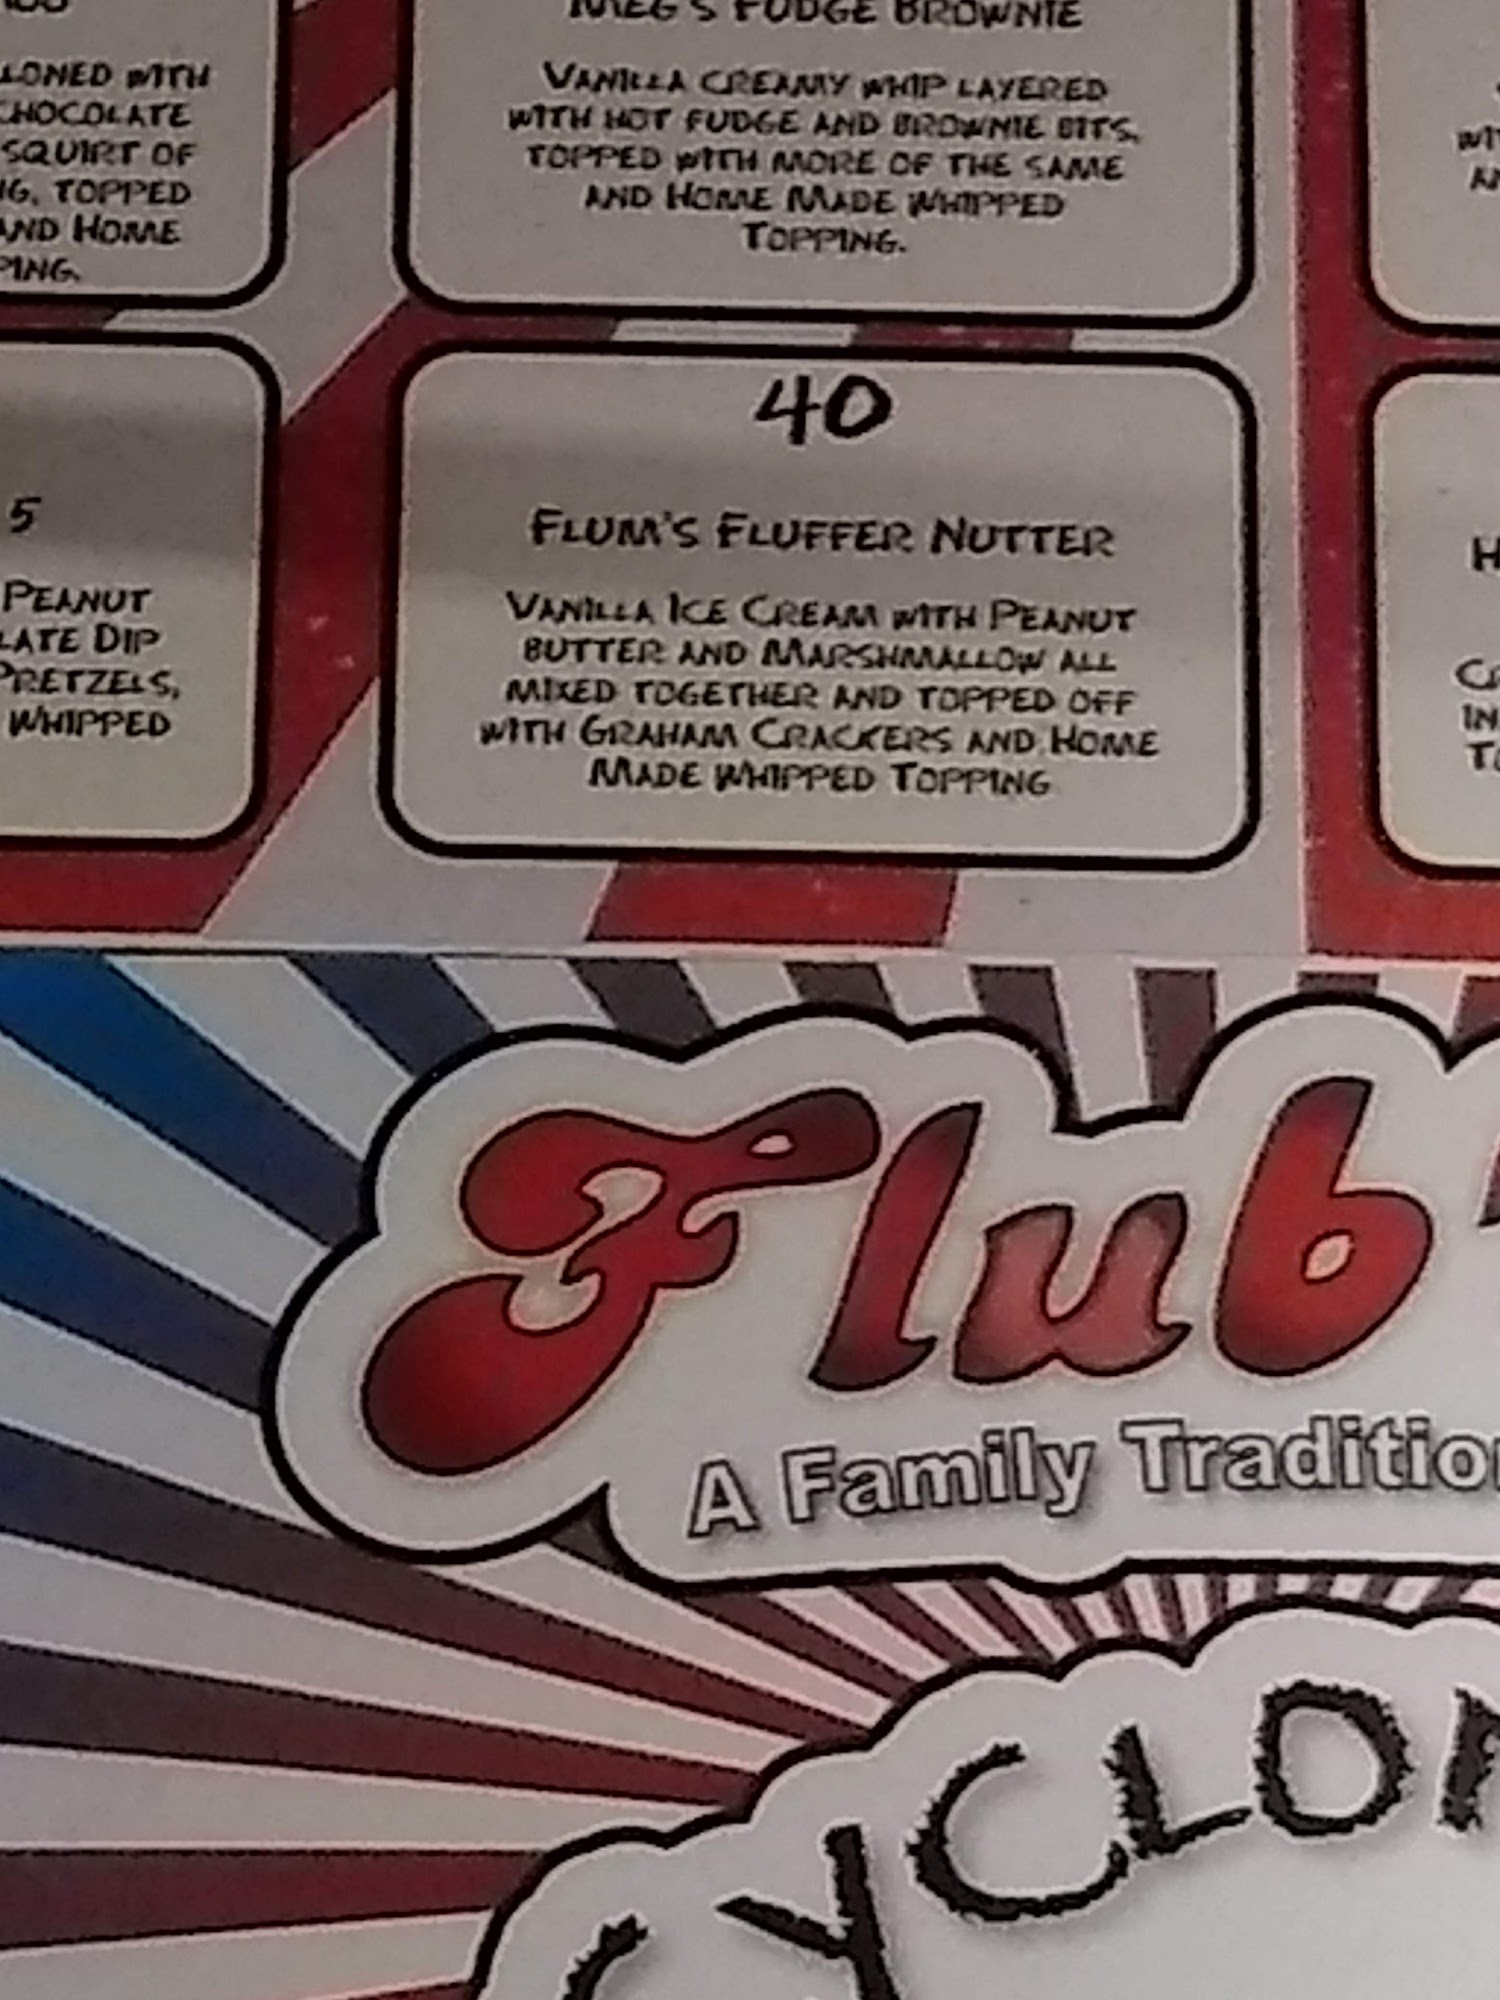 LONED WITH
CHOCOLATE
SQUIRT OF
TOPPED
AND HOME
MEG'S FUDGE BROWNIE
VANILLA CREAMY WHIP LAYERED
WITH HOT FUDGE AND BROWNIE BITS,
TOPPED WITH MORE OF THE SAME
AND HOME MADE WHIPPED
TOPPING.
5
PEANUT
LATE DIP
PRETZELS,
WHIPPED
40
FLUM'S FLUFFER NUTTER
VANILLA ICE CREAM WITH PEANUT
BUTTER AND MARSHMALLOW ALL
MIXED TOGETHER AND TOPPED OFF
WITH GRAHAM CRACKERS AND HOME
MADE WHIPPED TOPPING
Flub'
A Family Tradition
CYCLON